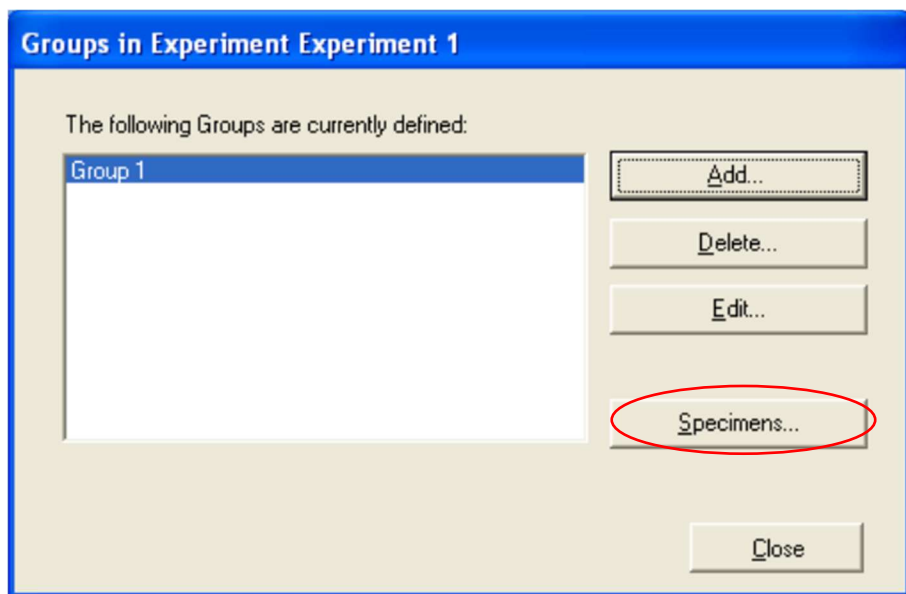 Groups in Experiment Experiment 1
The following Groups are currently defined:
Group 1
Add...
Delete...
Edit...
Specimens...
Close